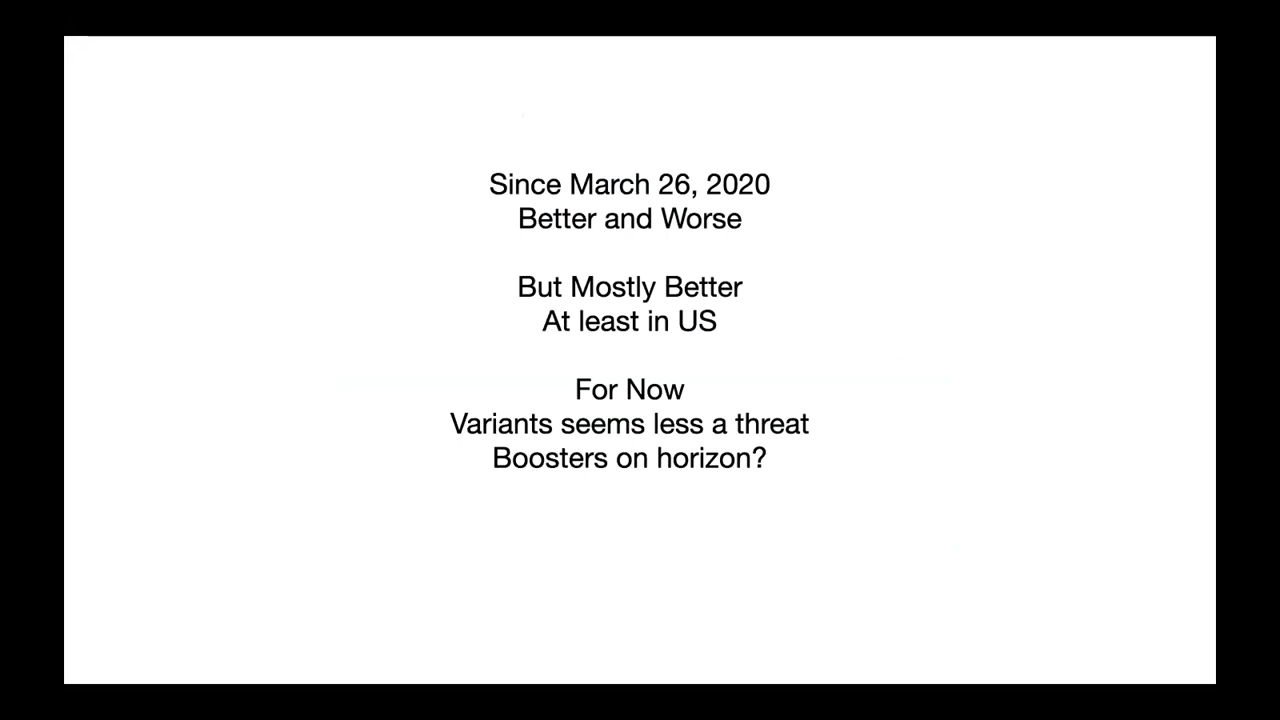 Since March 26, 2020
Better and Worse
But Mostly Better
At least in US
For Now
Variants seems less a threat
Boosters on horizon?